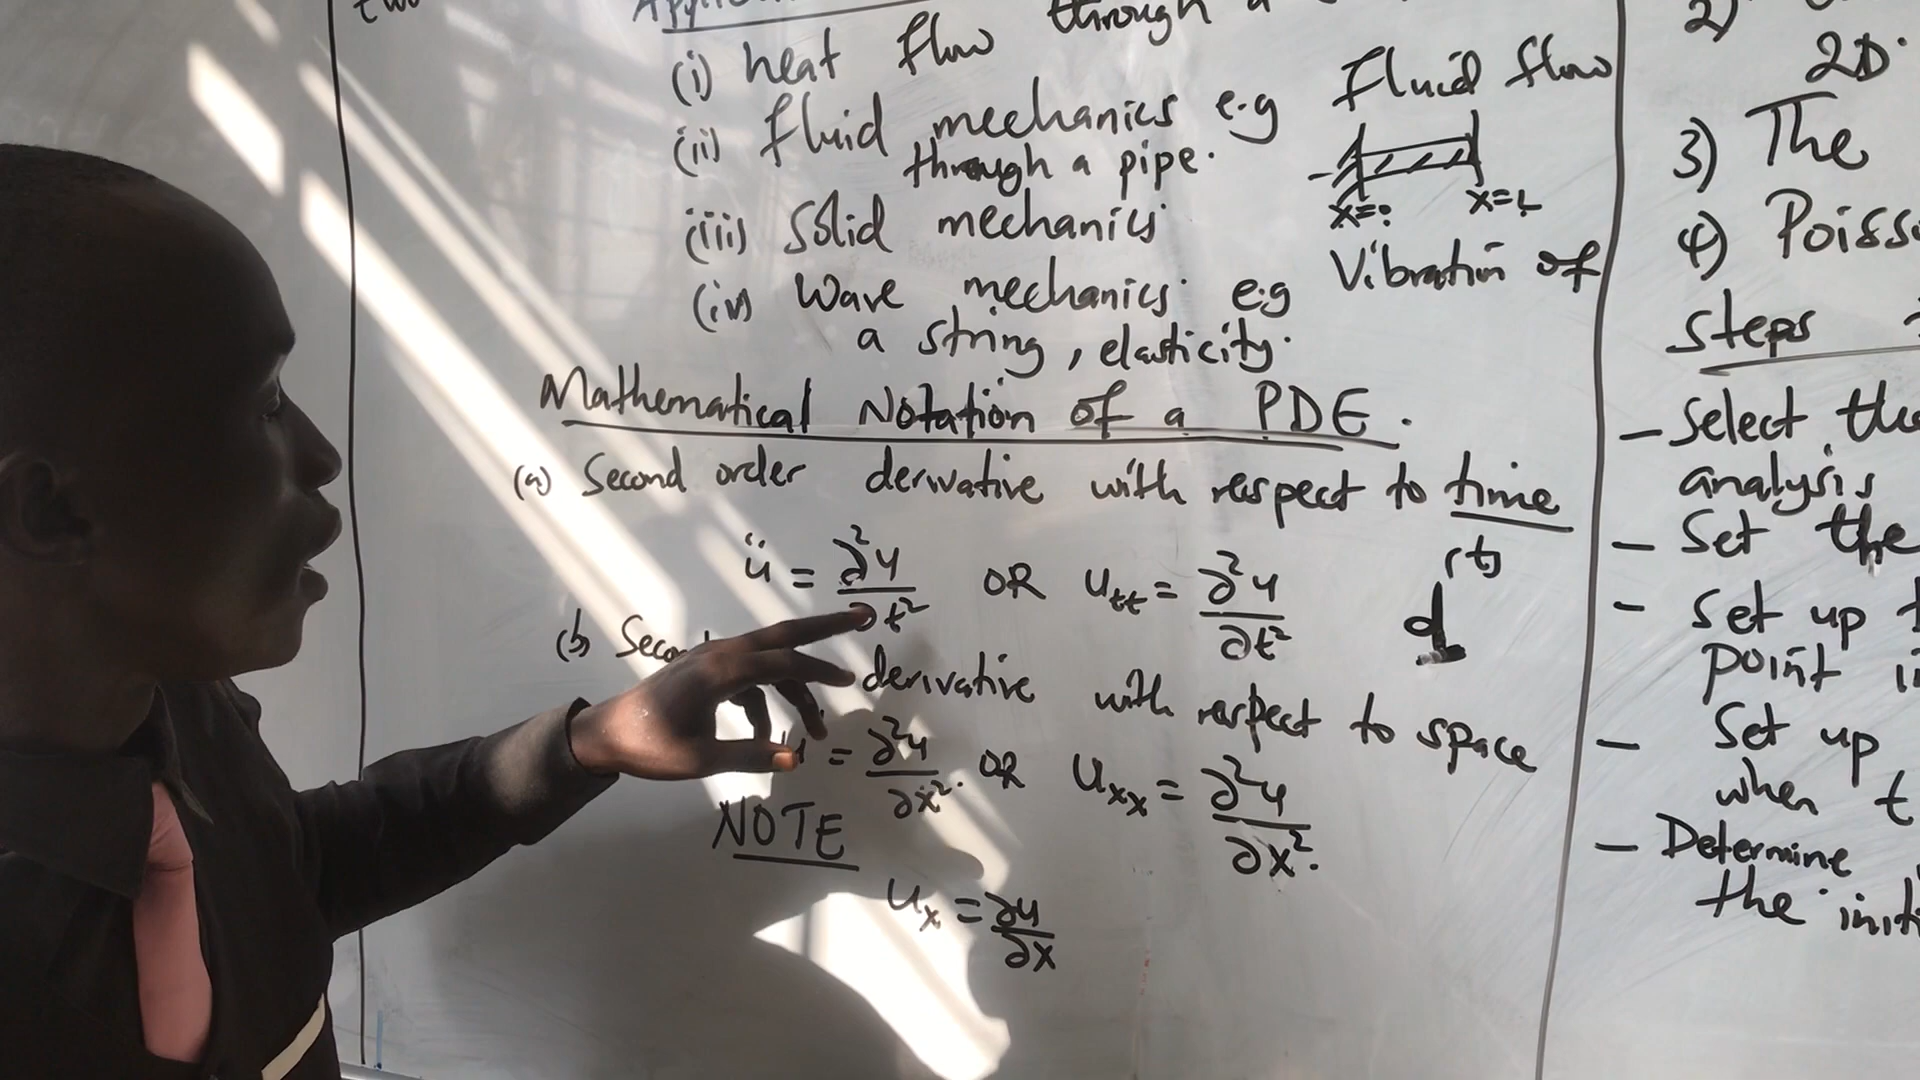 two
(i) heat flow through a
(ii) fluid mechanics e.g Fluid flow
through a pipe.
x=0 x=L
(iii) Solid mechanics
(iv) Wave mechanics e.g Vibration of
a string, elasticity.
Mathematical Notation of a PDE.
(a) Second order derivative with respect to time
ü = ∂²u/∂t² OR u_tt = ∂²u/∂t²
d
(b) derivative with respect to space
= ∂²u/∂x². OR u_xx = ∂²u/∂x².
NOTE
u_x = ∂u/∂x
2)
2D.
3) The
4)
Steps
- Select the
analysis
- Set the
- Set up
point
- Set up
when t
- Determine
the